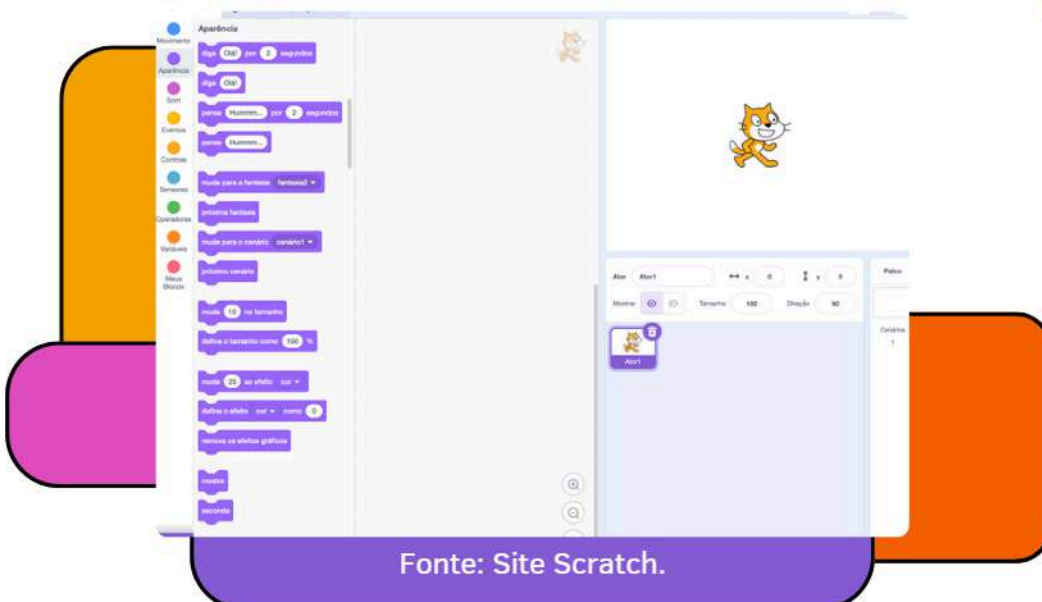 Aparência
Movimento
Aparência
Som
Eventos
Controle
Sensores
Operadores
Variáveis
Meus Blocos
diga Olá! por 2 segundos
diga Olá!
pense Hummm... por 2 segundos
pense Hummm...
mude para a fantasia fantasia2
próxima fantasia
mude para o cenário cenário1
próximo cenário
mude 10 no tamanho
defina o tamanho como 100 %
mude 25 ao efeito cor
defina o efeito cor como 0
remova os efeitos gráficos
mostre
esconda
Ator Ator1 x 0 y 0
Mostrar Tamanho 100 Direção 90
Ator1
Palco
Cenários
1
Fonte: Site Scratch.